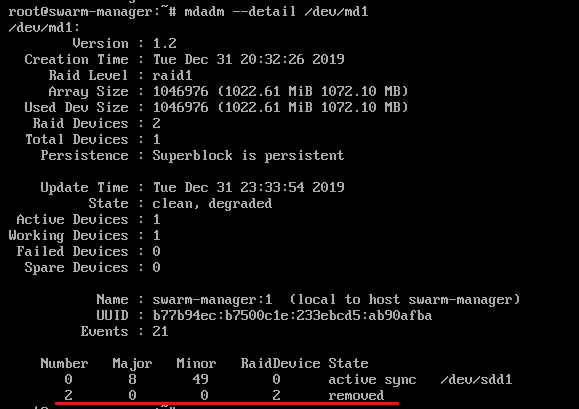 root@swarm-manager:~# mdadm --detail /dev/md1
/dev/md1:
Version : 1.2
Creation Time : Tue Dec 31 20:32:26 2019
Raid Level : raid1
Array Size : 1046976 (1022.61 MiB 1072.10 MB)
Used Dev Size : 1046976 (1022.61 MiB 1072.10 MB)
Raid Devices : 2
Total Devices : 1
Persistence : Superblock is persistent
Update Time : Tue Dec 31 23:33:54 2019
State : clean, degraded
Active Devices : 1
Working Devices : 1
Failed Devices : 0
Spare Devices : 0
Name : swarm-manager:1 (local to host swarm-manager)
UUID : b77b94ec:b7500c1e:233ebcd5:ab90afba
Events : 21
Number Major Minor RaidDevice State
0 8 49 0 active sync /dev/sdd1
2 0 0 2 removed